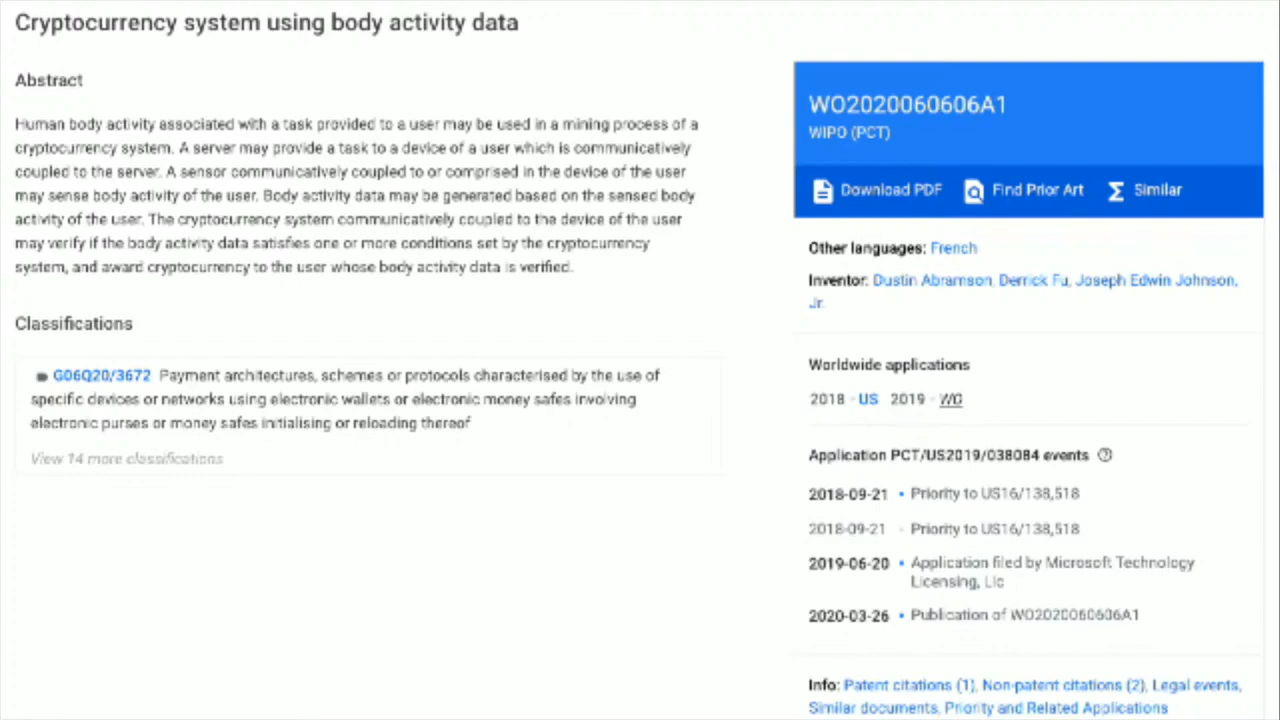 Cryptocurrency system using body activity data
Abstract
Human body activity associated with a task provided to a user may be used in a mining process of a
cryptocurrency system. A server may provide a task to a device of a user which is communicatively
coupled to the server. A sensor communicatively coupled to or comprised in the device of the user
may sense body activity of the user. Body activity data may be generated based on the sensed body
activity of the user. The cryptocurrency system communicatively coupled to the device of the user
may verify if the body activity data satisfies one or more conditions set by the cryptocurrency
system, and award cryptocurrency to the user whose body activity data is verified.
Classifications
G06Q20/3672 Payment architectures, schemes or protocols characterised by the use of
specific devices or networks using electronic wallets or electronic money safes involving
electronic purses or money safes initialising or reloading thereof
View 14 more classifications
WO2020060606A1
WIPO (PCT)
Download PDF Find Prior Art Similar
Other languages: French
Inventor: Dustin Abramson, Derrick Fu, Joseph Edwin Johnson,
Jr.
Worldwide applications
2018 - US 2019 - WO
Application PCT/US2019/038084 events
2018-09-21 • Priority to US16/138,518
2018-09-21 • Priority to US16/138,518
2019-06-20 • Application filed by Microsoft Technology
Licensing, Llc
2020-03-26 • Publication of WO2020060606A1
Info: Patent citations (1), Non-patent citations (2), Legal events,
Similar documents, Priority and Related Applications